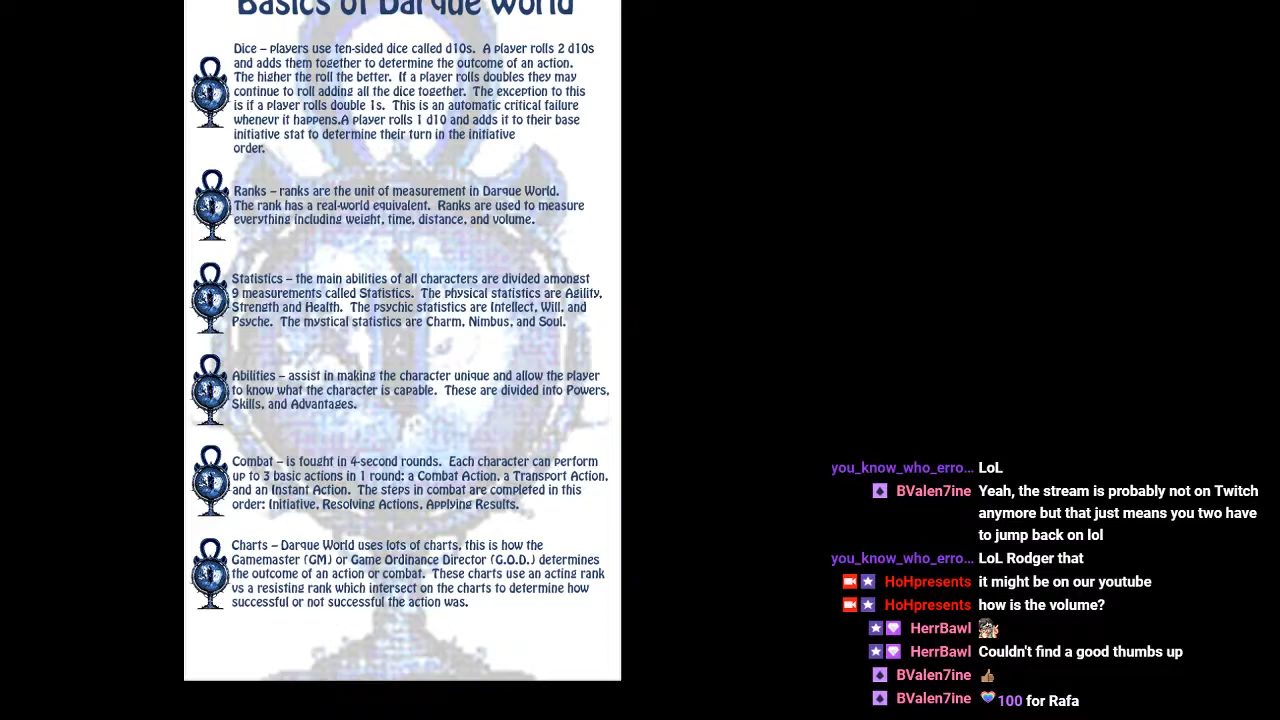 Basics of Darque World
Dice – players use ten-sided dice called d10s. A player rolls 2 d10s
and adds them together to determine the outcome of an action.
The higher the roll the better. If a player rolls doubles they may
continue to roll adding all the dice together. The exception to this
is if a player rolls double 1s. This is an automatic critical failure
whenevr it happens.A player rolls 1 d10 and adds it to their base
initiative stat to determine their turn in the initiative
order.
Ranks – ranks are the unit of measurement in Darque World.
The rank has a real-world equivalent. Ranks are used to measure
everything including weight, time, distance, and volume.
Statistics – the main abilities of all characters are divided amongst
9 measurements called Statistics. The physical statistics are Agility,
Strength and Health. The psychic statistics are Intellect, Will, and
Psyche. The mystical statistics are Charm, Nimbus, and Soul.
Abilities – assist in making the character unique and allow the player
to know what the character is capable. These are divided into Powers,
Skills, and Advantages.
Combat – is fought in 4-second rounds. Each character can perform
up to 3 basic actions in 1 round: a Combat Action, a Transport Action,
and an Instant Action. The steps in combat are completed in this
order: Initiative, Resolving Actions, Applying Results.
Charts – Darque World uses lots of charts, this is how the
Gamemaster (GM) or Game Ordinance Director (G.O.D.) determines
the outcome of an action or combat. These charts use an acting rank
vs a resisting rank which intersect on the charts to determine how
successful or not successful the action was.
you_know_who_erro... LoL
BValen7ine Yeah, the stream is probably not on Twitch
anymore but that just means you two have
to jump back on lol
you_know_who_erro... LoL Rodger that
HoHpresents it might be on our youtube
HoHpresents how is the volume?
HerrBawl
HerrBawl Couldn't find a good thumbs up
BValen7ine 👍🏽
BValen7ine 100 for Rafa